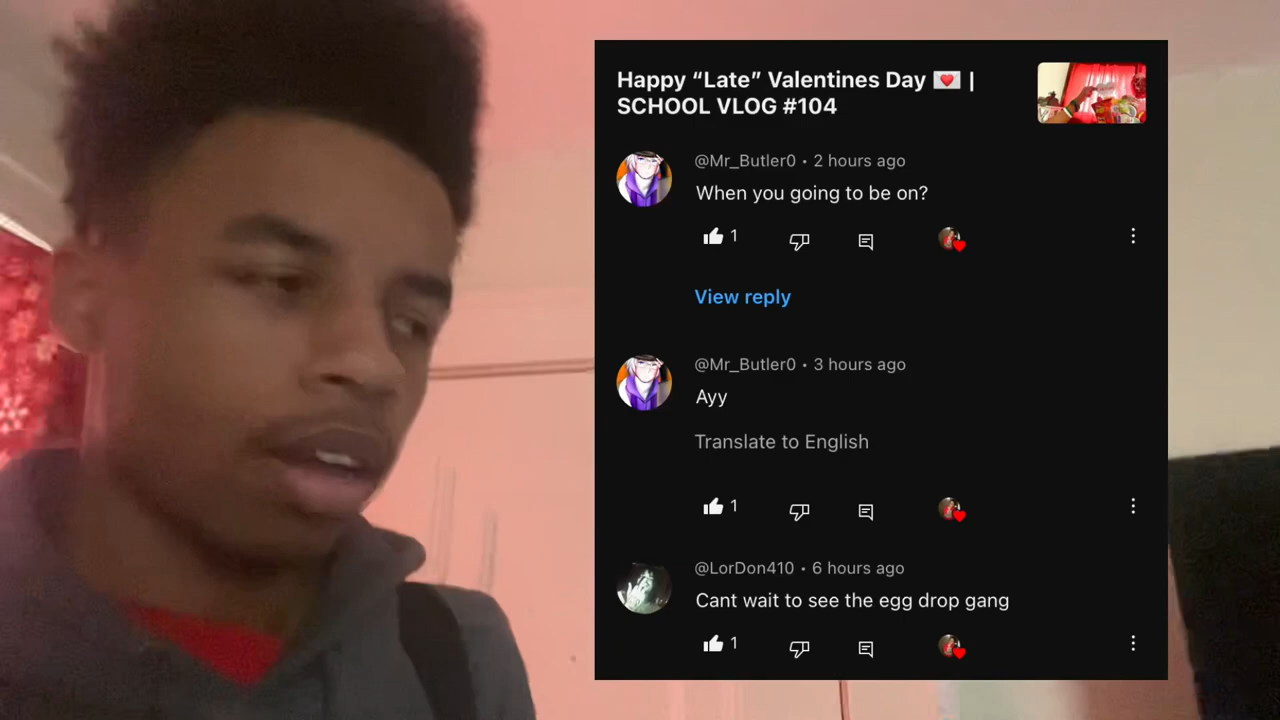 Happy “Late” Valentines Day 💌 |
SCHOOL VLOG #104
@Mr_Butler0 • 2 hours ago
When you going to be on?
1
View reply
@Mr_Butler0 • 3 hours ago
Ayy
Translate to English
1
@LorDon410 • 6 hours ago
Cant wait to see the egg drop gang
1